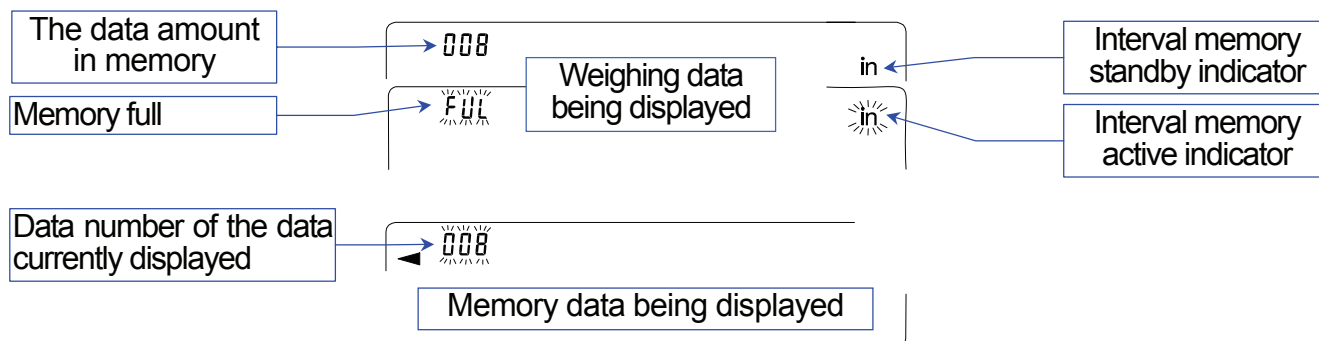 The data amount
in memory
008
Weighing data
being displayed
in
Interval memory
standby indicator
Memory full
FUL
in
Interval memory
active indicator
Data number of the data
currently displayed
008
Memory data being displayed